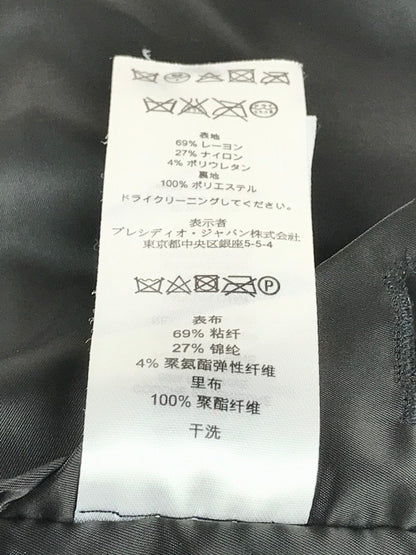 表地
69% レーヨン
27% ナイロン
4% ポリウレタン
裏地
100% ポリエステル
ドライクリーニングしてください。
表示者
プレシディオ・ジャパン株式会社
東京都中央区銀座5-5-4
P
表布
69% 粘纤
27% 锦纶
4% 聚氨酯弹性纤维
里布
100% 聚酯纤维
干洗